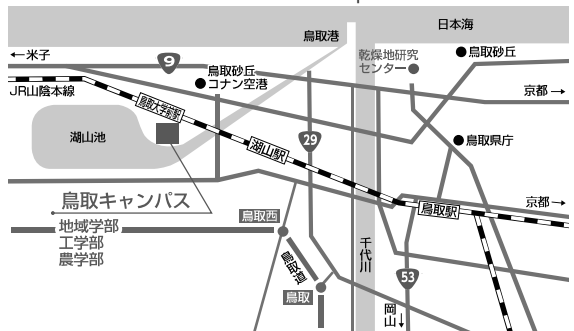 日本海
鳥取港
←米子
9
乾燥地研究
センター
鳥取砂丘
鳥取砂丘
コナン空港
JR山陰本線
京都→
鳥取大学前駅
湖山池
湖山駅
29
鳥取県庁
鳥取キャンパス
地域学部
工学部
農学部
鳥取西
鳥取駅
京都→
千代川
鳥取道
鳥取
53
岡山→